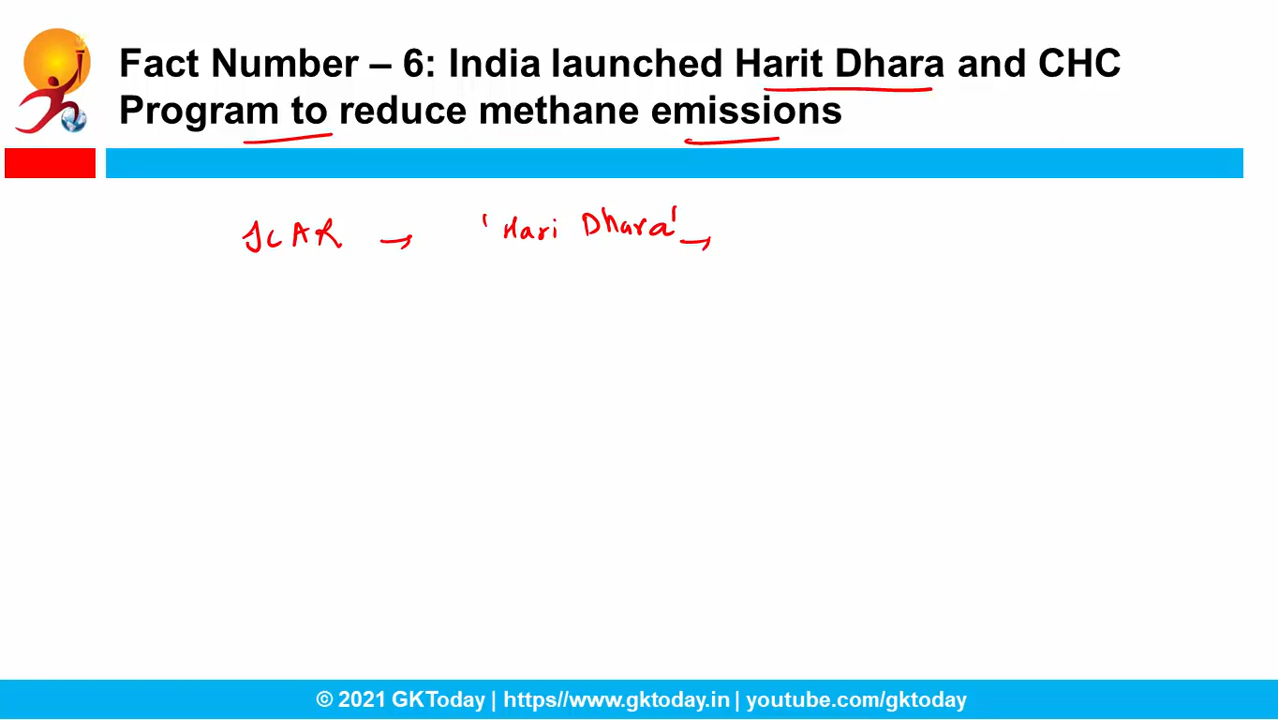 Fact Number – 6: India launched Harit Dhara and CHC
Program to reduce methane emissions
ICAR → 'Hari Dhara' →
© 2021 GKToday | https//www.gktoday.in | youtube.com/gktoday